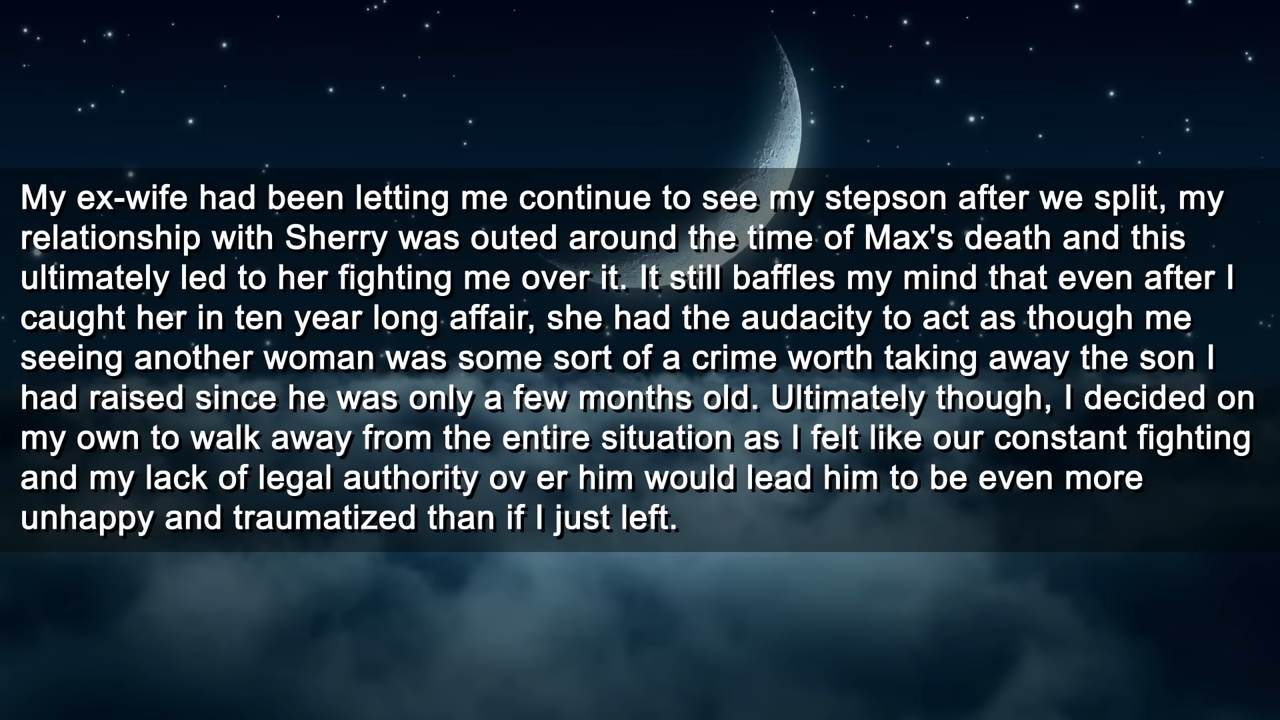 My ex-wife had been letting me continue to see my stepson after we split, my
relationship with Sherry was outed around the time of Max's death and this
ultimately led to her fighting me over it. It still baffles my mind that even after I
caught her in ten year long affair, she had the audacity to act as though me
seeing another woman was some sort of a crime worth taking away the son I
had raised since he was only a few months old. Ultimately though, I decided on
my own to walk away from the entire situation as I felt like our constant fighting
and my lack of legal authority ov er him would lead him to be even more
unhappy and traumatized than if I just left.